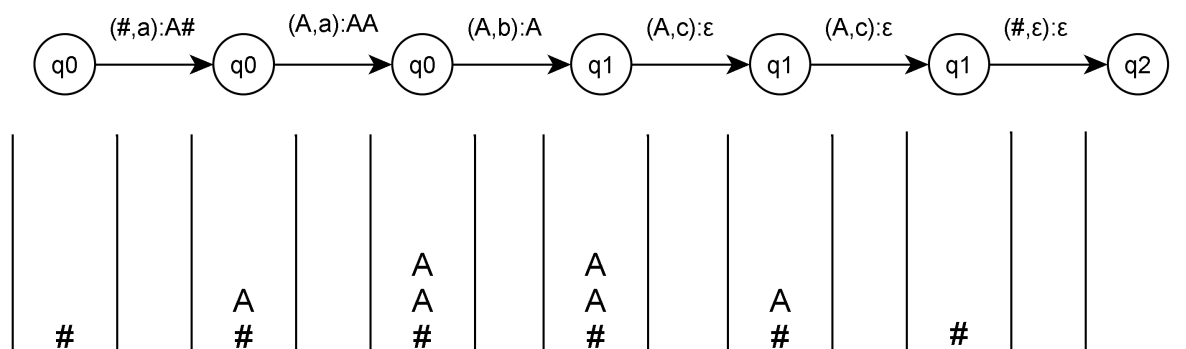 (#,a):A# (A,a):AA (A,b):A (A,c):ε (A,c):ε (#,ε):ε
q0 q0 q0 q1 q1 q1 q2
A A
A A A A
# # # # # #